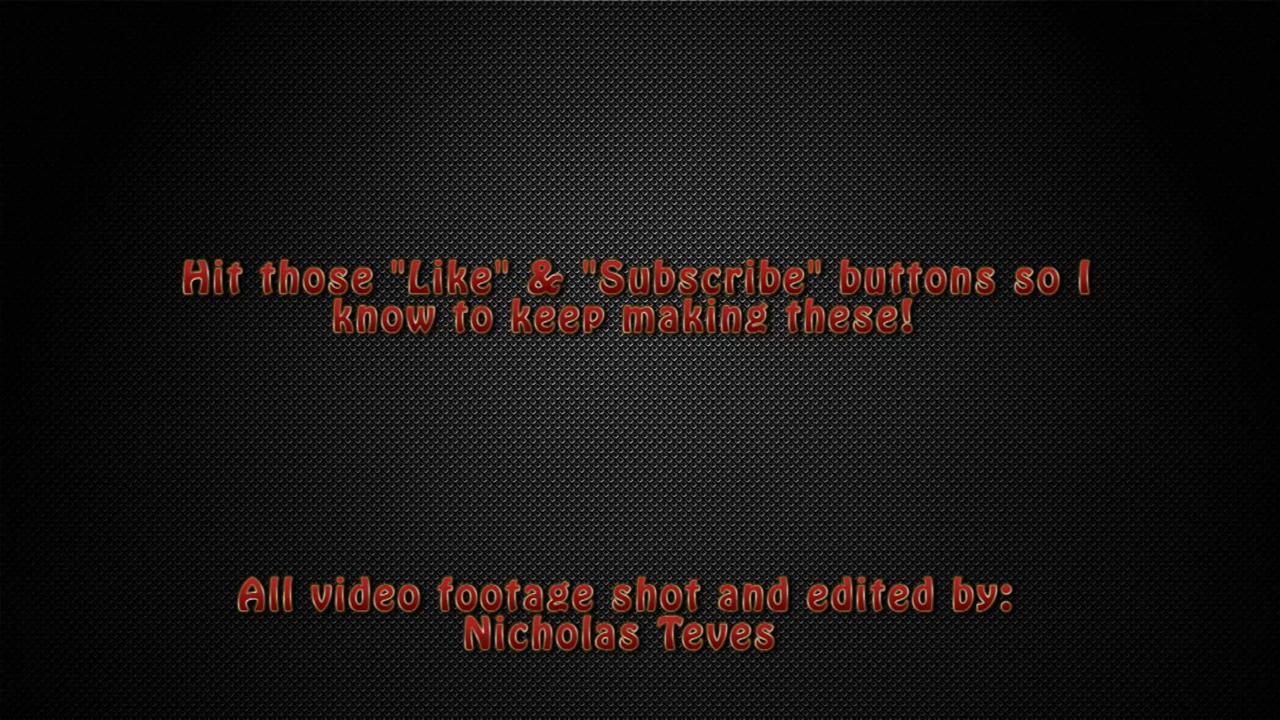 Hit those "Like" & "Subscribe" buttons so I
know to keep making these!
All video footage shot and edited by:
Nicholas Teves